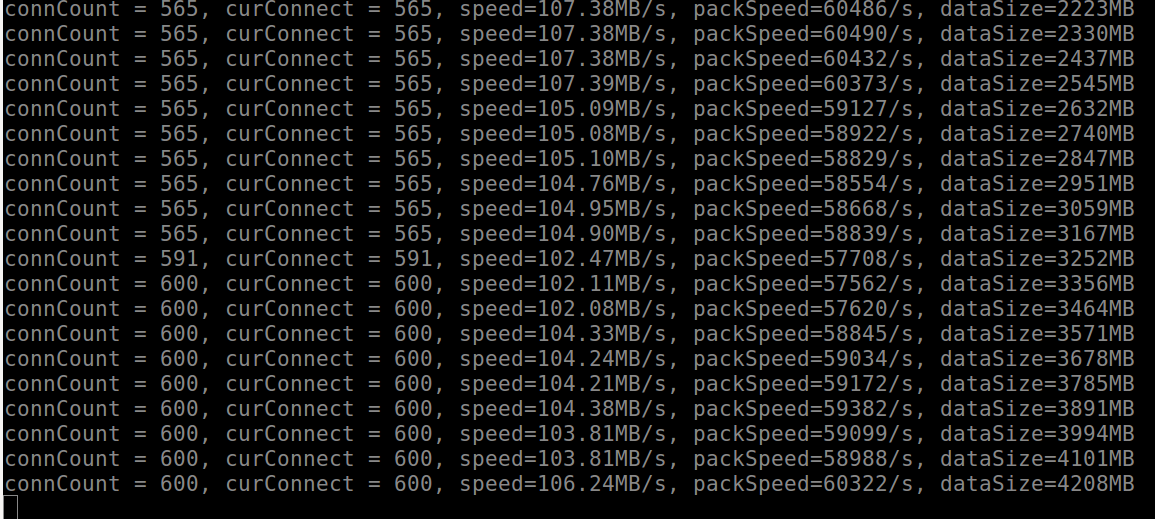 connCount = 565, curConnect = 565, speed=107.38MB/s, packSpeed=60486/s, dataSize=2223MB
connCount = 565, curConnect = 565, speed=107.38MB/s, packSpeed=60490/s, dataSize=2330MB
connCount = 565, curConnect = 565, speed=107.38MB/s, packSpeed=60432/s, dataSize=2437MB
connCount = 565, curConnect = 565, speed=107.39MB/s, packSpeed=60373/s, dataSize=2545MB
connCount = 565, curConnect = 565, speed=105.09MB/s, packSpeed=59127/s, dataSize=2632MB
connCount = 565, curConnect = 565, speed=105.08MB/s, packSpeed=58922/s, dataSize=2740MB
connCount = 565, curConnect = 565, speed=105.10MB/s, packSpeed=58829/s, dataSize=2847MB
connCount = 565, curConnect = 565, speed=104.76MB/s, packSpeed=58554/s, dataSize=2951MB
connCount = 565, curConnect = 565, speed=104.95MB/s, packSpeed=58668/s, dataSize=3059MB
connCount = 565, curConnect = 565, speed=104.90MB/s, packSpeed=58839/s, dataSize=3167MB
connCount = 591, curConnect = 591, speed=102.47MB/s, packSpeed=57708/s, dataSize=3252MB
connCount = 600, curConnect = 600, speed=102.11MB/s, packSpeed=57562/s, dataSize=3356MB
connCount = 600, curConnect = 600, speed=102.08MB/s, packSpeed=57620/s, dataSize=3464MB
connCount = 600, curConnect = 600, speed=104.33MB/s, packSpeed=58845/s, dataSize=3571MB
connCount = 600, curConnect = 600, speed=104.24MB/s, packSpeed=59034/s, dataSize=3678MB
connCount = 600, curConnect = 600, speed=104.21MB/s, packSpeed=59172/s, dataSize=3785MB
connCount = 600, curConnect = 600, speed=104.38MB/s, packSpeed=59382/s, dataSize=3891MB
connCount = 600, curConnect = 600, speed=103.81MB/s, packSpeed=59099/s, dataSize=3994MB
connCount = 600, curConnect = 600, speed=103.81MB/s, packSpeed=58988/s, dataSize=4101MB
connCount = 600, curConnect = 600, speed=106.24MB/s, packSpeed=60322/s, dataSize=4208MB